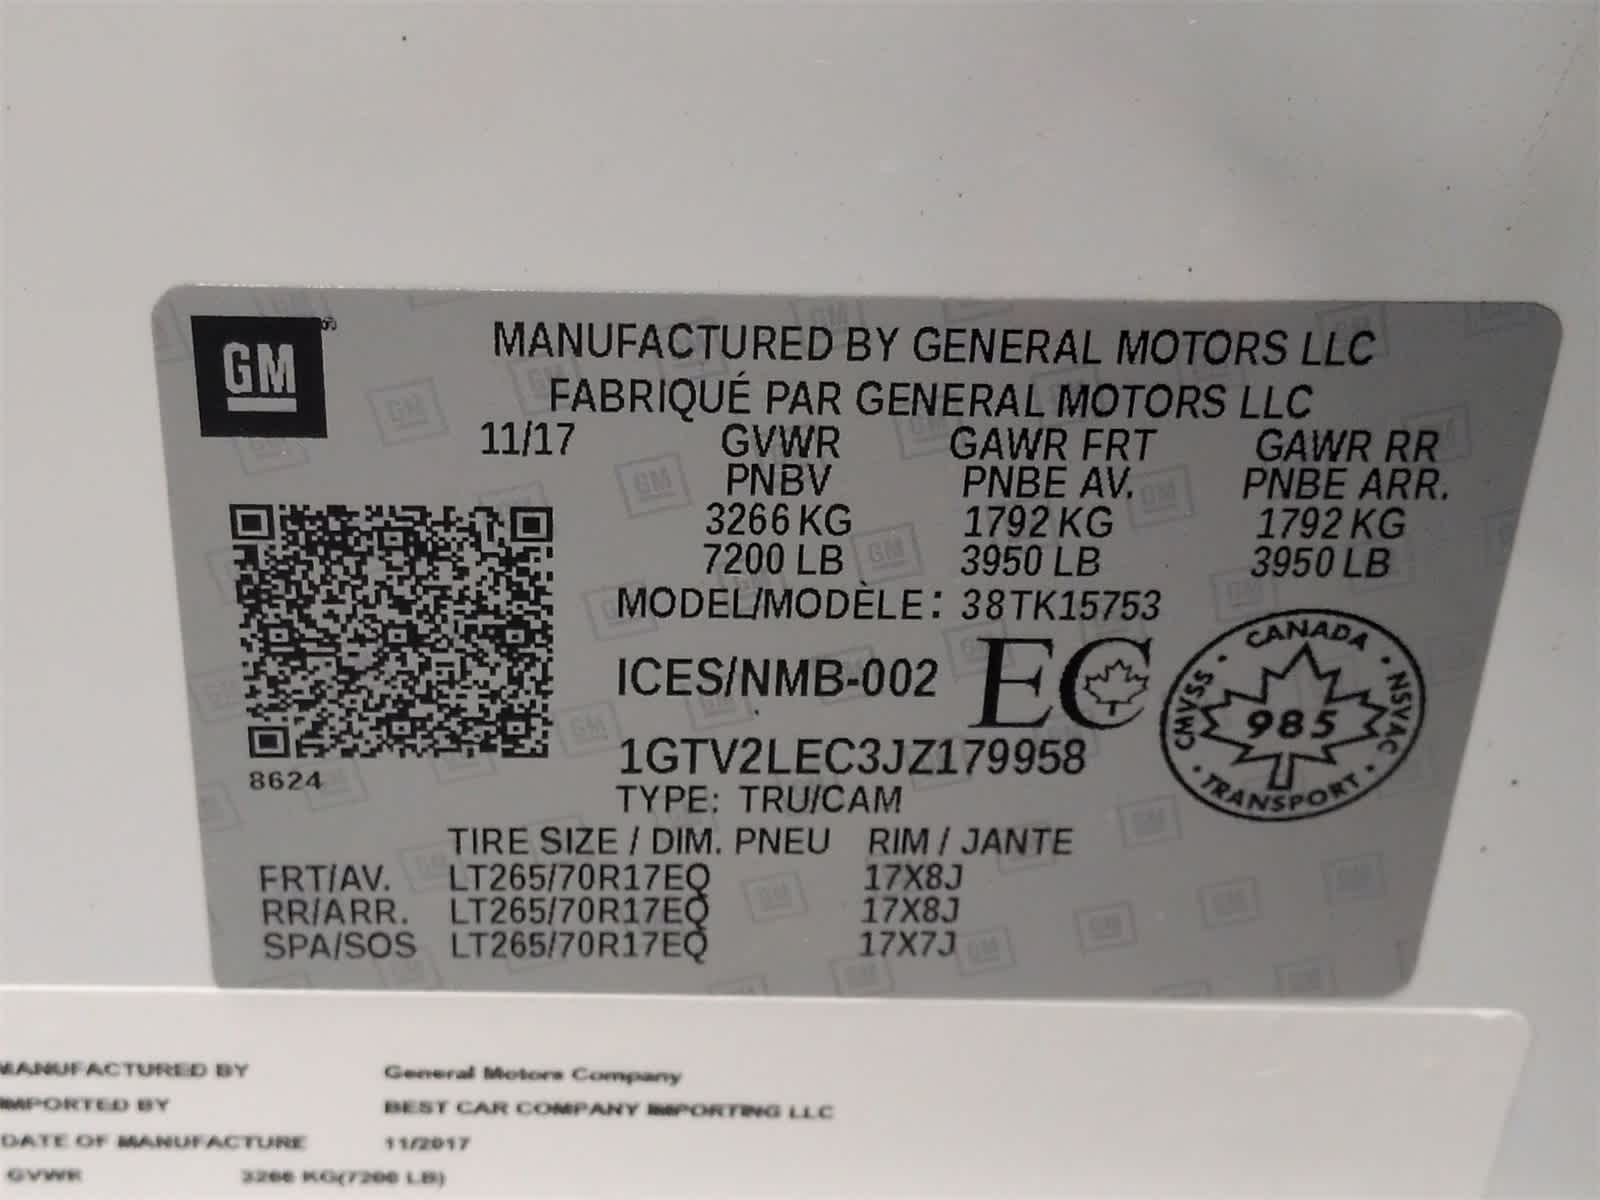 GM
MANUFACTURED BY GENERAL MOTORS LLC
FABRIQUÉ PAR GENERAL MOTORS LLC
11/17 GVWR GAWR FRT GAWR RR
PNBV PNBE AV. PNBE ARR.
3266 KG 1792 KG 1792 KG
7200 LB 3950 LB 3950 LB
MODEL/MODÈLE: 38TK15753
ICES/NMB-002 EC
CANADA · NSVAC · TRANSPORT · CMVSS ·
985
1GTV2LEC3JZ179958
8624
TYPE: TRU/CAM
TIRE SIZE / DIM. PNEU RIM / JANTE
FRT/AV. LT265/70R17EQ 17X8J
RR/ARR. LT265/70R17EQ 17X8J
SPA/SOS LT265/70R17EQ 17X7J
MANUFACTURED BY General Motors Company
IMPORTED BY BEST CAR COMPANY IMPORTING LLC
DATE OF MANUFACTURE 11/2017
GVWR 3266 KG(7200 LB)